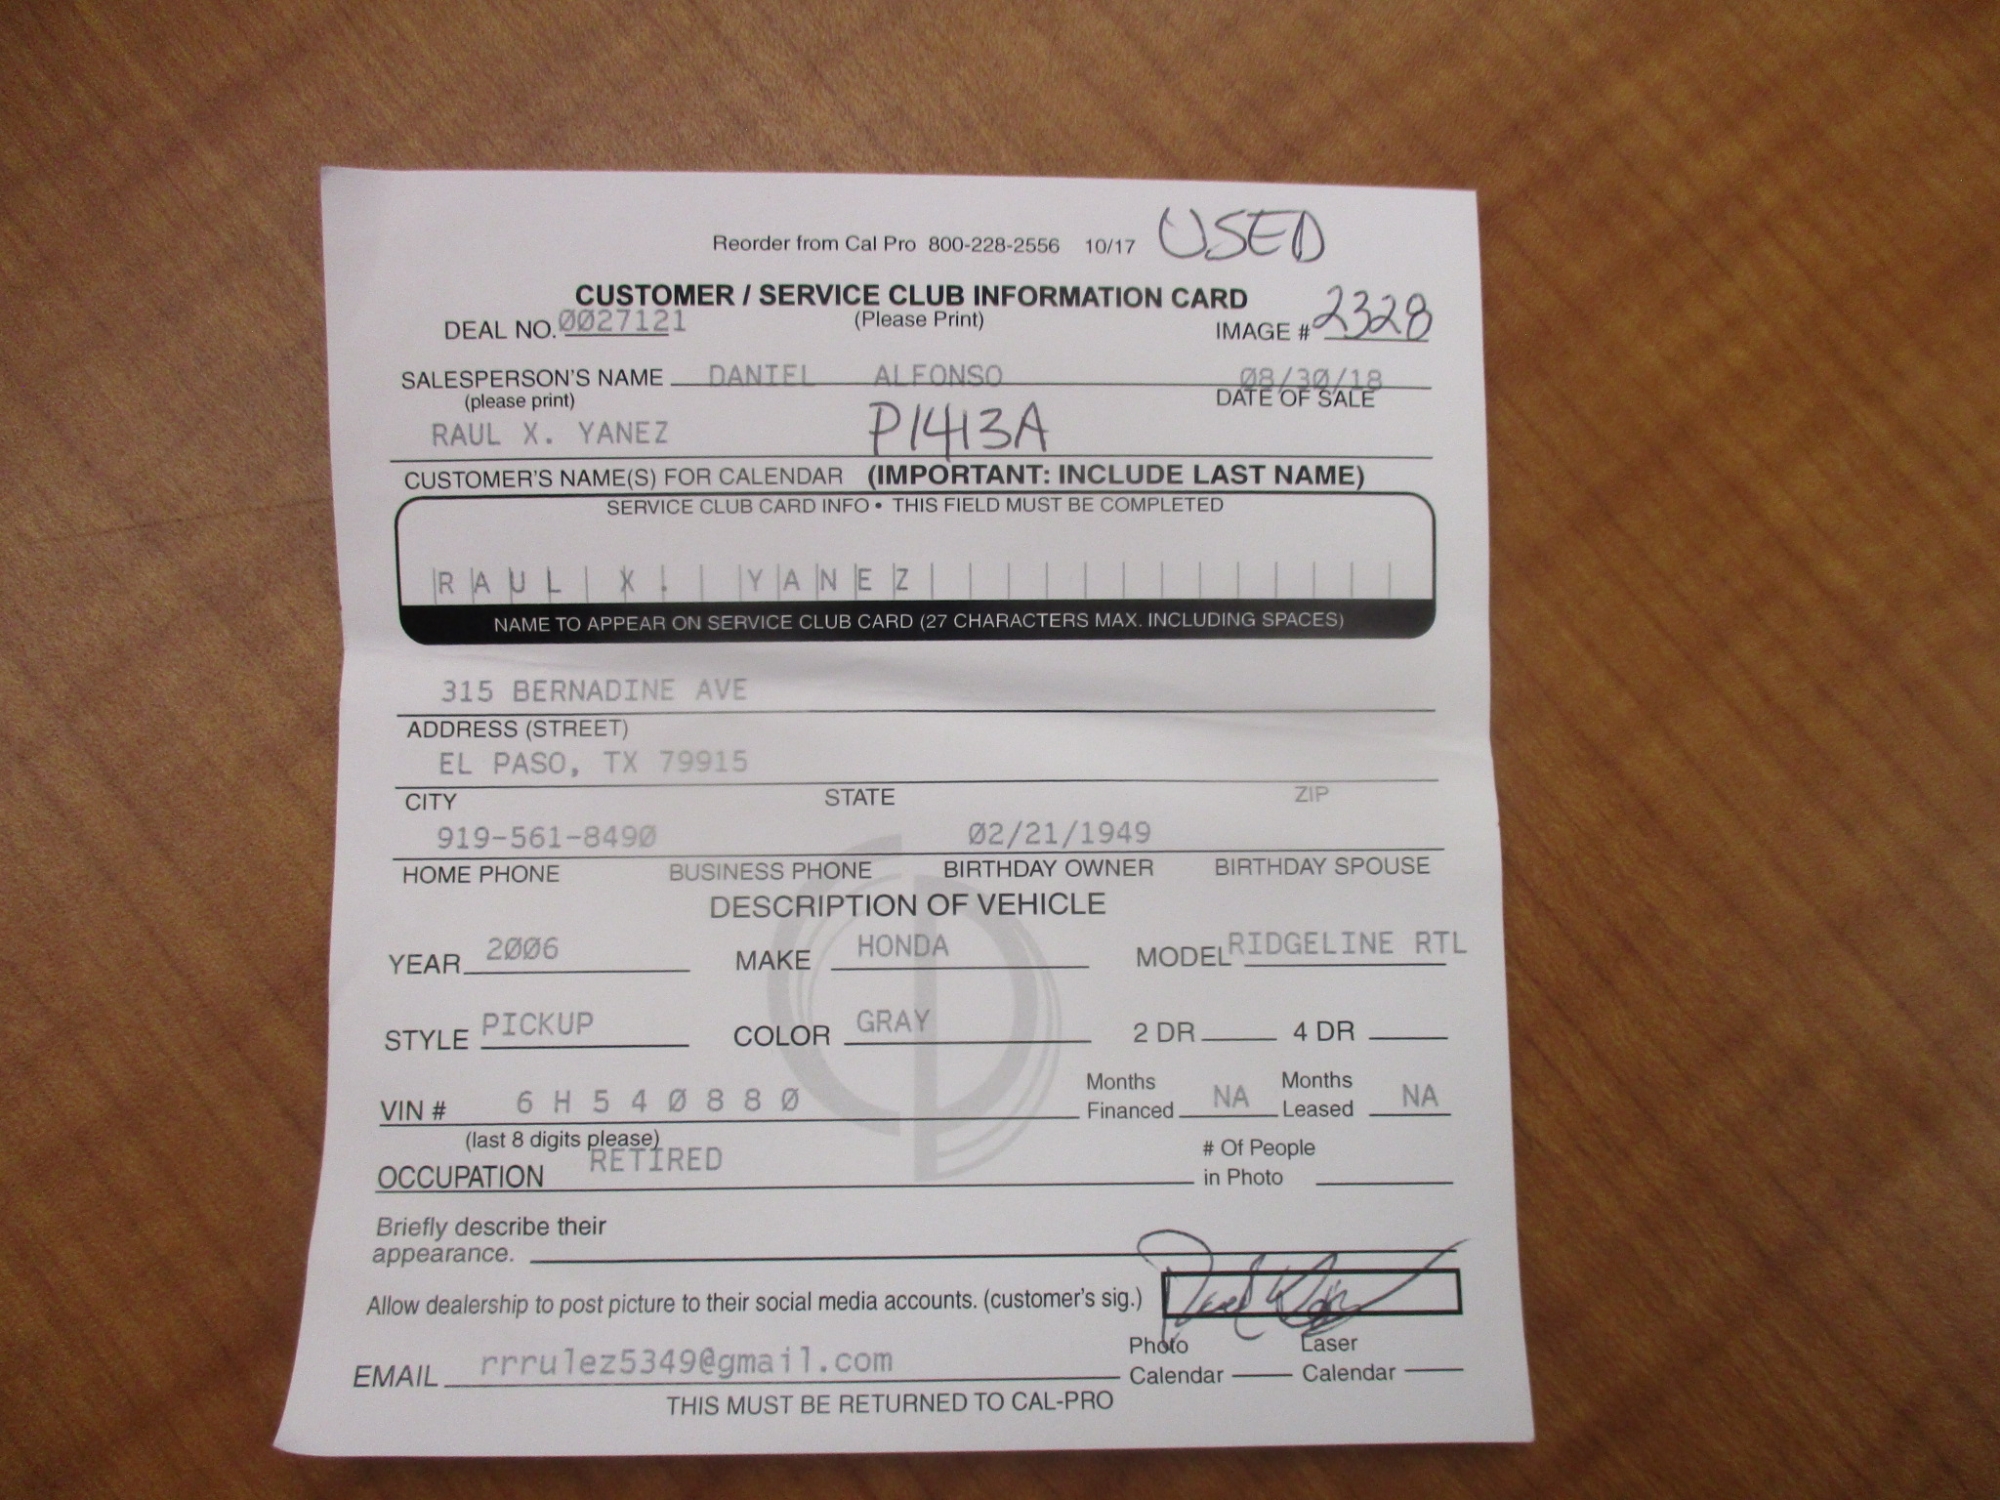 Reorder from Cal Pro 800-228-2556 10/17 USED
CUSTOMER / SERVICE CLUB INFORMATION CARD
(Please Print)
DEAL NO. 0027121 IMAGE # 2328
SALESPERSON'S NAME DANIEL ALFONSO 08/30/18
(please print) DATE OF SALE
RAUL X. YANEZ P1413A
CUSTOMER'S NAME(S) FOR CALENDAR (IMPORTANT: INCLUDE LAST NAME)
SERVICE CLUB CARD INFO • THIS FIELD MUST BE COMPLETED
RAUL X. YANEZ
NAME TO APPEAR ON SERVICE CLUB CARD (27 CHARACTERS MAX. INCLUDING SPACES)
315 BERNADINE AVE
ADDRESS (STREET)
EL PASO, TX 79915
CITY STATE ZIP
919-561-8490 02/21/1949
HOME PHONE BUSINESS PHONE BIRTHDAY OWNER BIRTHDAY SPOUSE
DESCRIPTION OF VEHICLE
YEAR 2006 MAKE HONDA MODEL RIDGELINE RTL
STYLE PICKUP COLOR GRAY 2 DR 4 DR
VIN # 6H540880 Months Financed NA Months Leased NA
(last 8 digits please)
OCCUPATION RETIRED # Of People in Photo
Briefly describe their
appearance.
Allow dealership to post picture to their social media accounts. (customer's sig.)
EMAIL rrrulez5349@gmail.com Photo Calendar Laser Calendar
THIS MUST BE RETURNED TO CAL-PRO